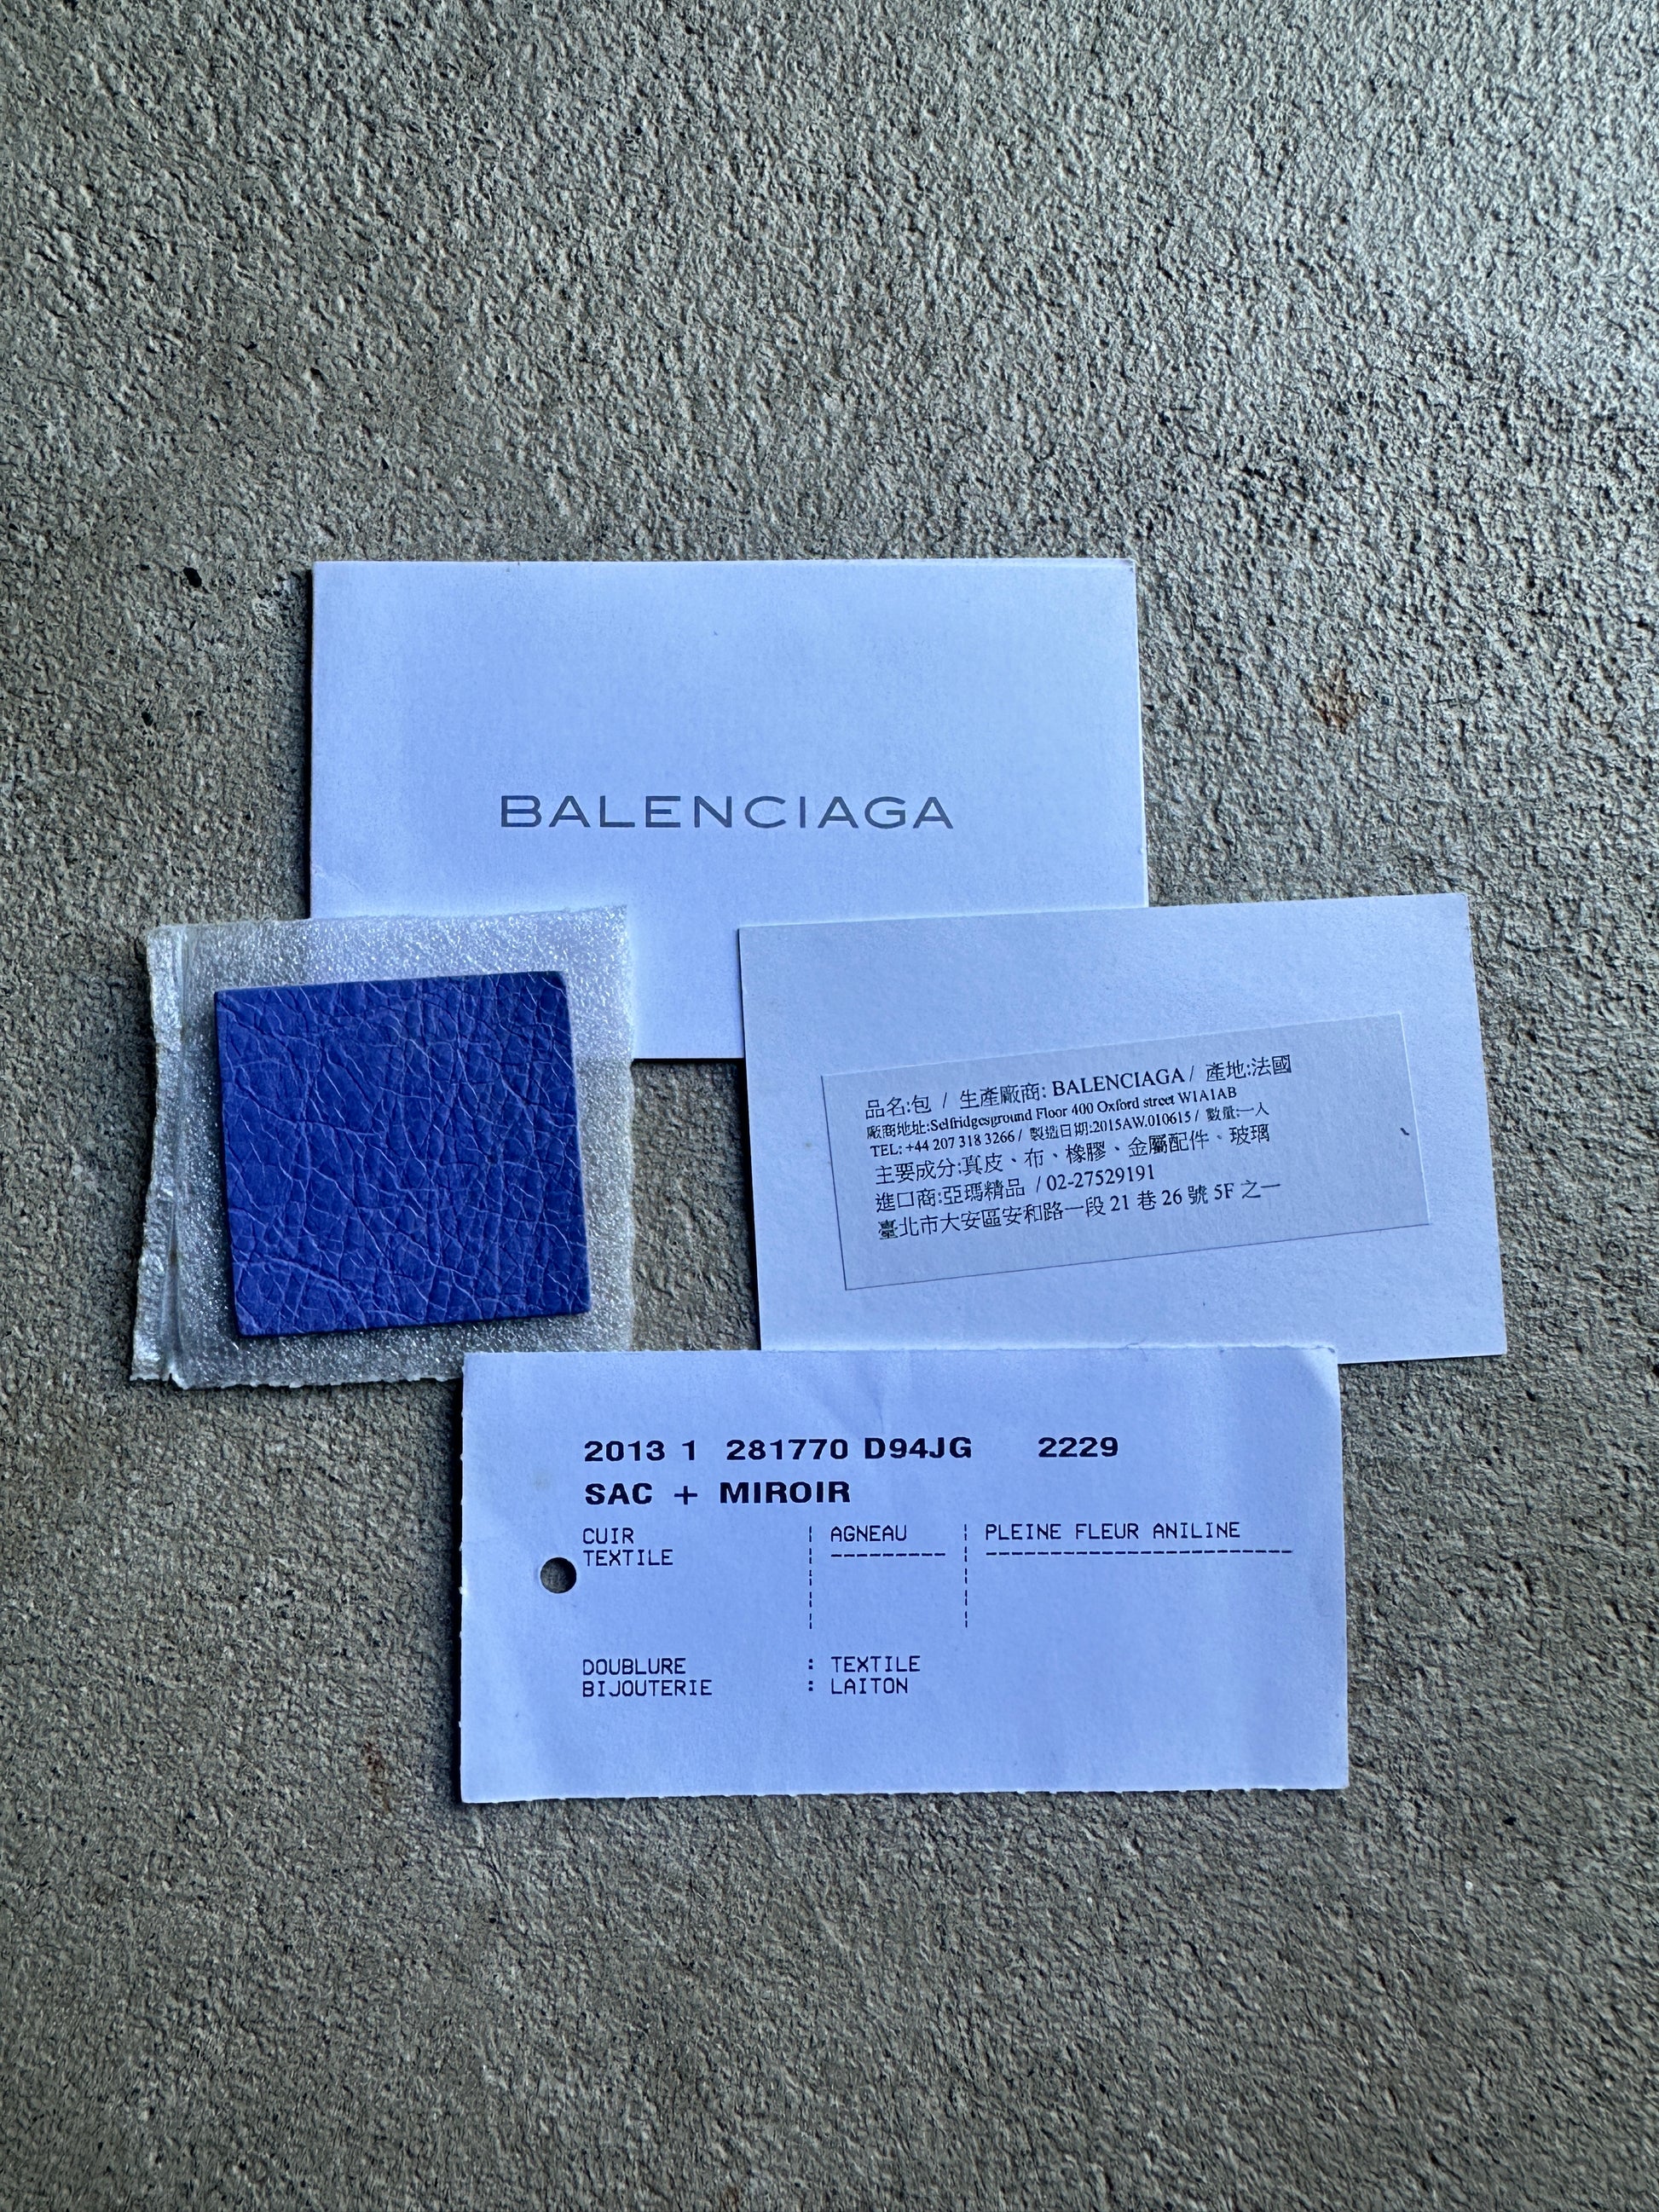 BALENCIAGA
品名:包 / 生產廠商: BALENCIAGA / 產地:法國
廠商地址:Selfridgesground Floor 400 Oxford street W1A1AB
TEL: +44 207 318 3266 / 製造日期:2015AW.010615 / 數量:一入
主要成分:真皮、布、橡膠、金屬配件、玻璃
進口商:亞瑪精品 / 02-27529191
臺北市大安區安和路一段 21 巷 26 號 5F 之一
2013 1 281770 D94JG 2229
SAC + MIROIR
CUIR AGNEAU PLEINE FLEUR ANILINE
TEXTILE
DOUBLURE : TEXTILE
BIJOUTERIE : LAITON